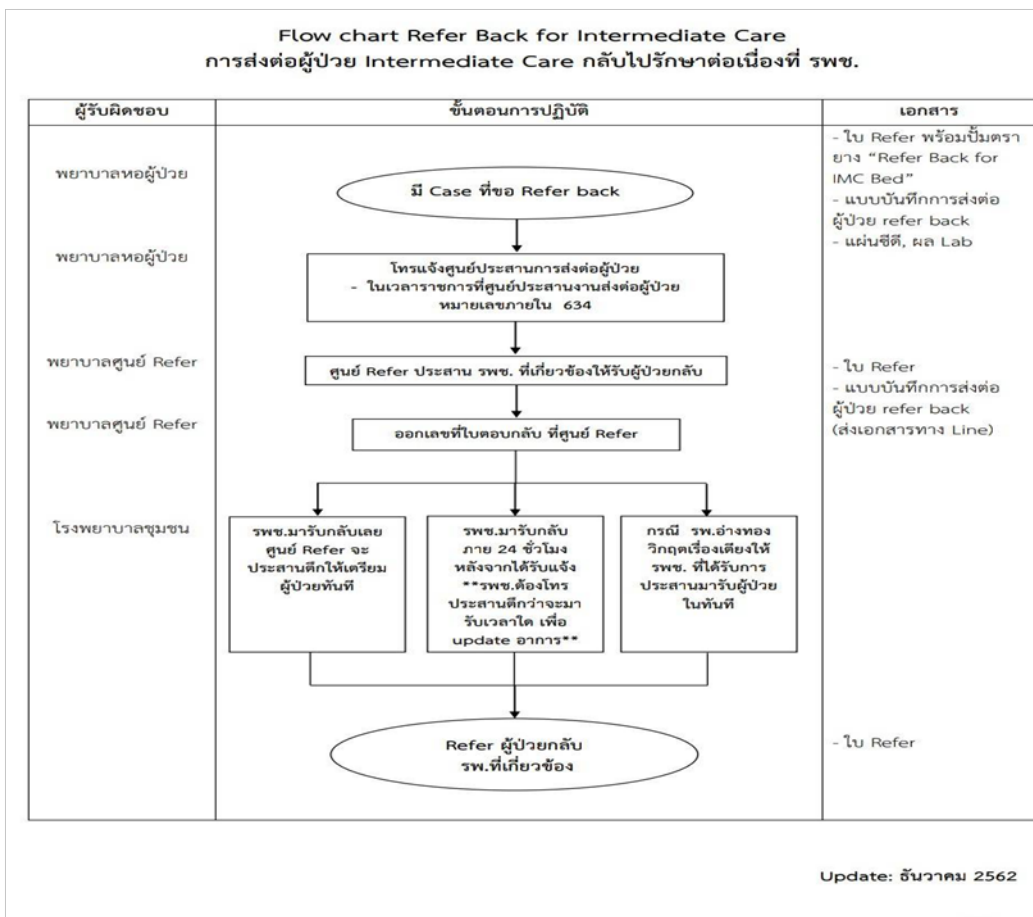 Flow chart Refer Back for Intermediate Care
การส่งต่อผู้ป่วย Intermediate Care กลับไปรักษาต่อเนื่องที่ รพช.
ผู้รับผิดชอบ
ขั้นตอนการปฏิบัติ
เอกสาร
พยาบาลหอผู้ป่วย
มี Case ที่ขอ Refer back
- ใบ Refer พร้อมปั๊มตรา
ยาง “Refer Back for
IMC Bed”
- แบบบันทึกการส่งต่อ
ผู้ป่วย refer back
- แผ่นซีดี, ผล Lab
พยาบาลหอผู้ป่วย
โทรแจ้งศูนย์ประสานการส่งต่อผู้ป่วย
- ในเวลาราชการที่ศูนย์ประสานงานส่งต่อผู้ป่วย
หมายเลขภายใน 634
พยาบาลศูนย์ Refer
ศูนย์ Refer ประสาน รพช. ที่เกี่ยวข้องให้รับผู้ป่วยกลับ
- ใบ Refer
- แบบบันทึกการส่งต่อ
ผู้ป่วย refer back
(ส่งเอกสารทาง Line)
พยาบาลศูนย์ Refer
ออกเลขที่ใบตอบกลับ ที่ศูนย์ Refer
โรงพยาบาลชุมชน
รพช.มารับกลับเลย
ศูนย์ Refer จะ
ประสานตึกให้เตรียม
ผู้ป่วยทันที
รพช.มารับกลับ
ภาย 24 ชั่วโมง
หลังจากได้รับแจ้ง
**รพช.ต้องโทร
ประสานตึกว่าจะมา
รับเวลาใด เพื่อ
update อาการ**
กรณี รพ.อ่างทอง
วิกฤตเรื่องเตียงให้
รพช. ที่ได้รับการ
ประสานมารับผู้ป่วย
ในทันที
Refer ผู้ป่วยกลับ
รพ.ที่เกี่ยวข้อง
- ใบ Refer
Update: ธันวาคม 2562